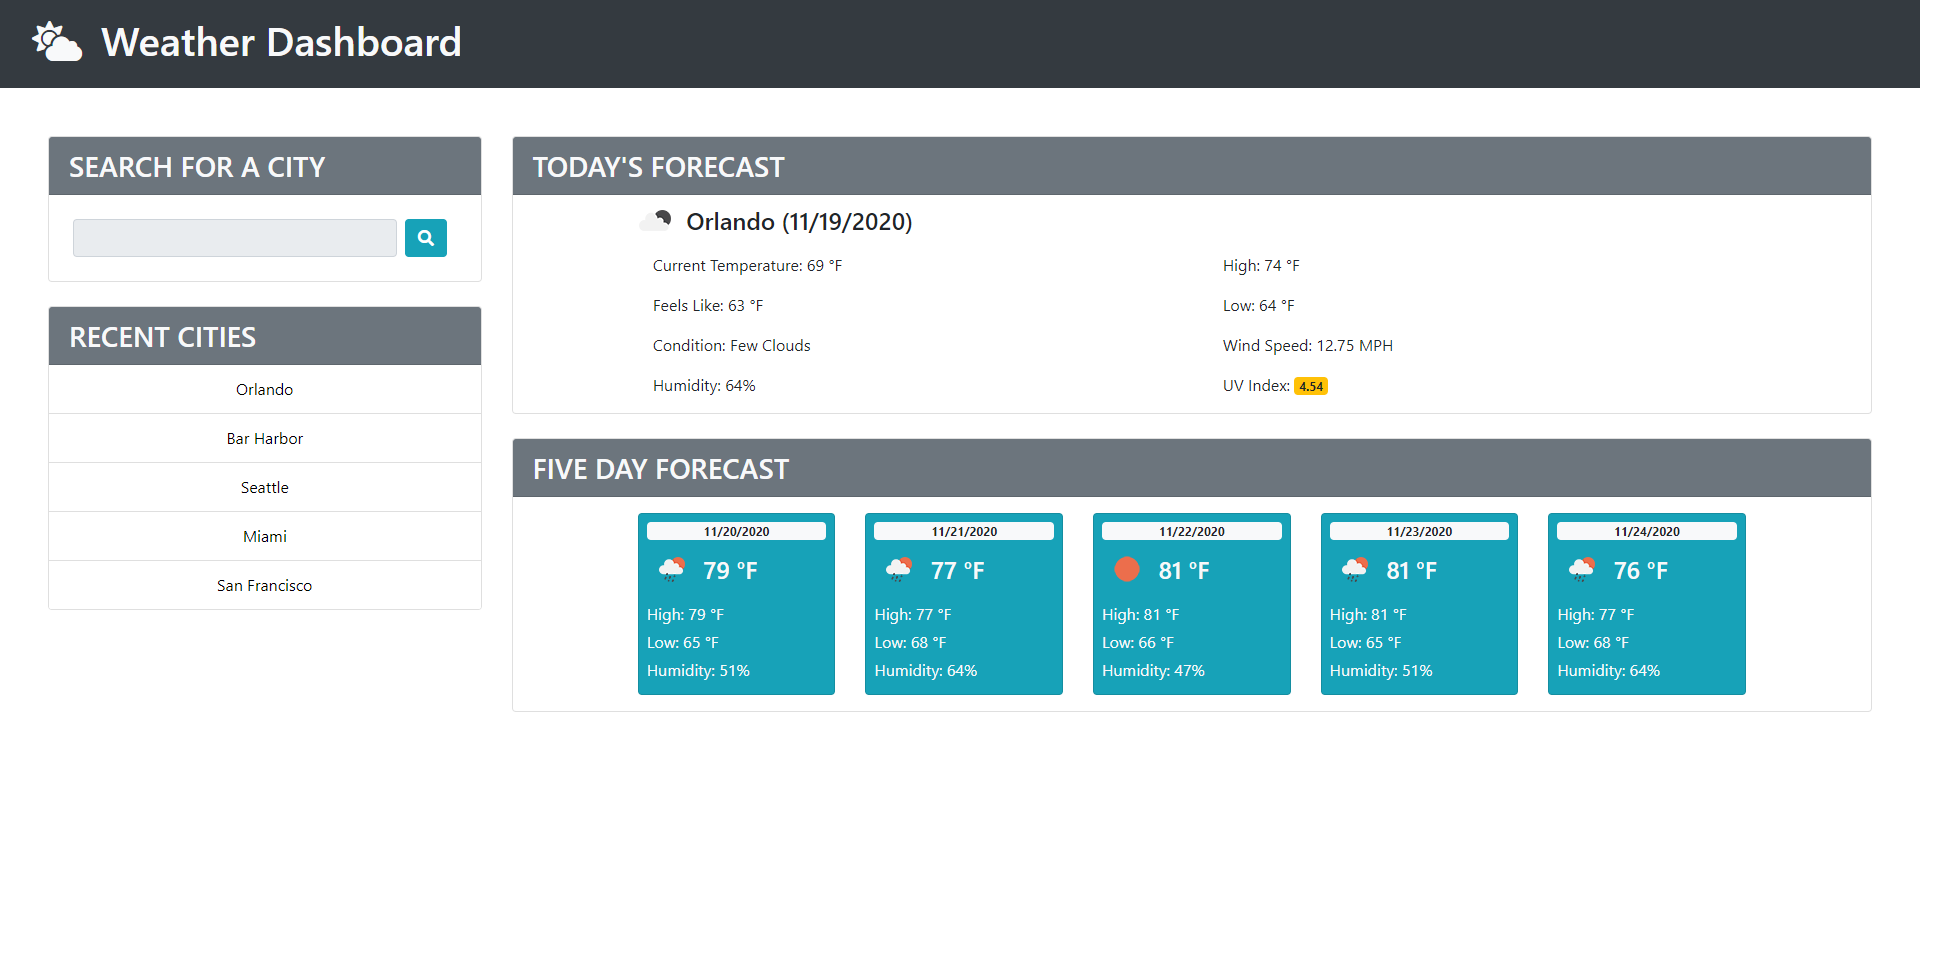 Weather Dashboard
SEARCH FOR A CITY
RECENT CITIES
Orlando
Bar Harbor
Seattle
Miami
San Francisco
TODAY'S FORECAST
Orlando (11/19/2020)
Current Temperature: 69 °F
High: 74 °F
Feels Like: 63 °F
Low: 64 °F
Condition: Few Clouds
Wind Speed: 12.75 MPH
Humidity: 64%
UV Index: 4.54
FIVE DAY FORECAST
11/20/2020
79 °F
High: 79 °F
Low: 65 °F
Humidity: 51%
11/21/2020
77 °F
High: 77 °F
Low: 68 °F
Humidity: 64%
11/22/2020
81 °F
High: 81 °F
Low: 66 °F
Humidity: 47%
11/23/2020
81 °F
High: 81 °F
Low: 65 °F
Humidity: 51%
11/24/2020
76 °F
High: 77 °F
Low: 68 °F
Humidity: 64%